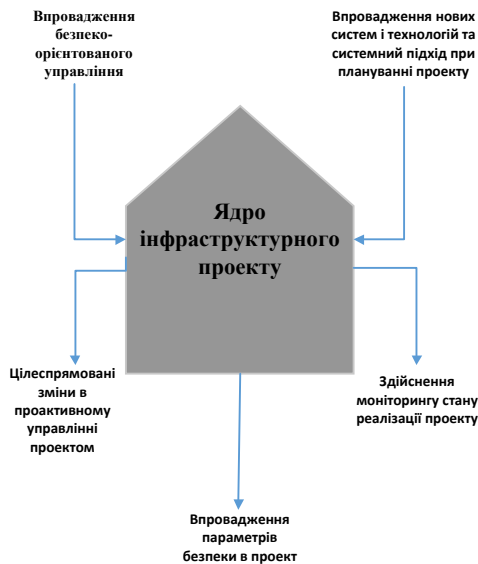 Впровадження
безпеко-
орієнтованого
управління
Впровадження нових
систем і технологій та
системний підхід при
плануванні проекту
Ядро
інфраструктурного
проекту
Цілеспрямовані
зміни в
проактивному
управлінні
проектом
Здійснення
моніторингу стану
реалізації проекту
Впровадження
параметрів
безпеки в проект